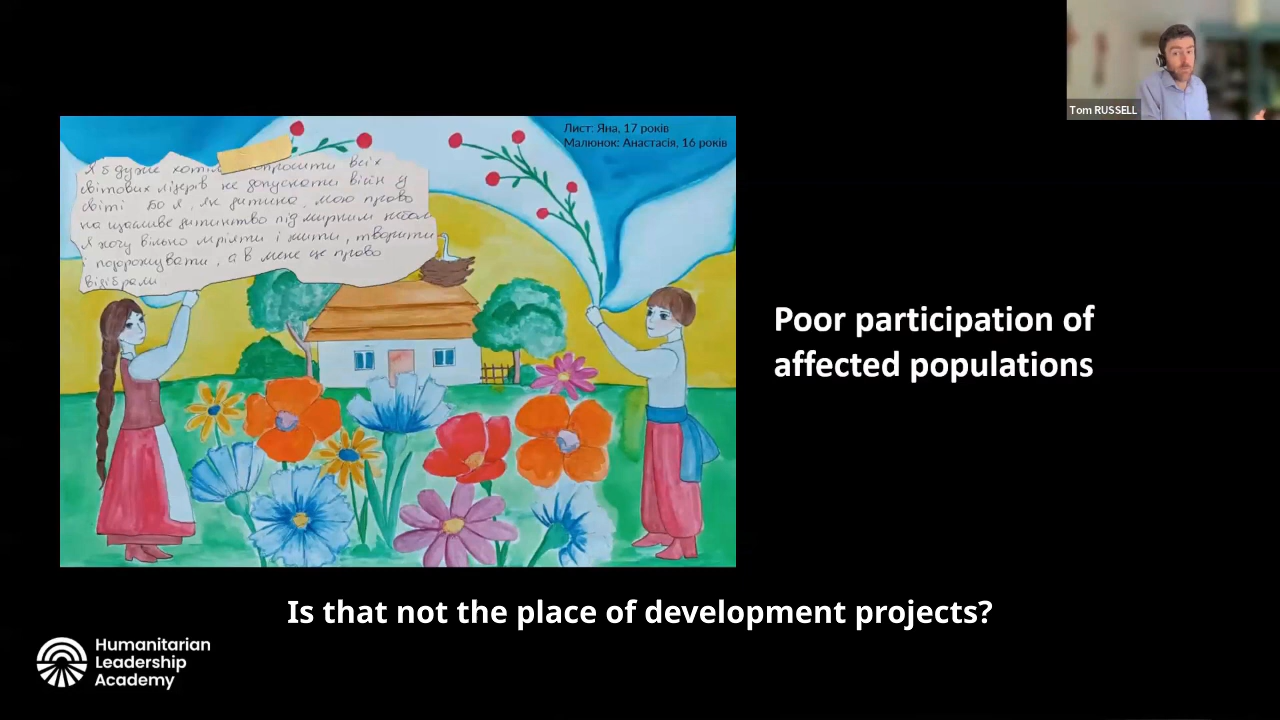 Tom RUSSELL
Лист: Яна, 17 років
Малюнок: Анастасія, 16 років
Я б дуже всіх
світових лідерів не допускати війн у
світі. Бо я, як дитина, маю право
на щасливе дитинство під мирним небом
Я хочу вільно мріяти і жити, творити
і подорожувати, а в мене це право
відібрали
Poor participation of
affected populations
Is that not the place of development projects?
Humanitarian
Leadership
Academy